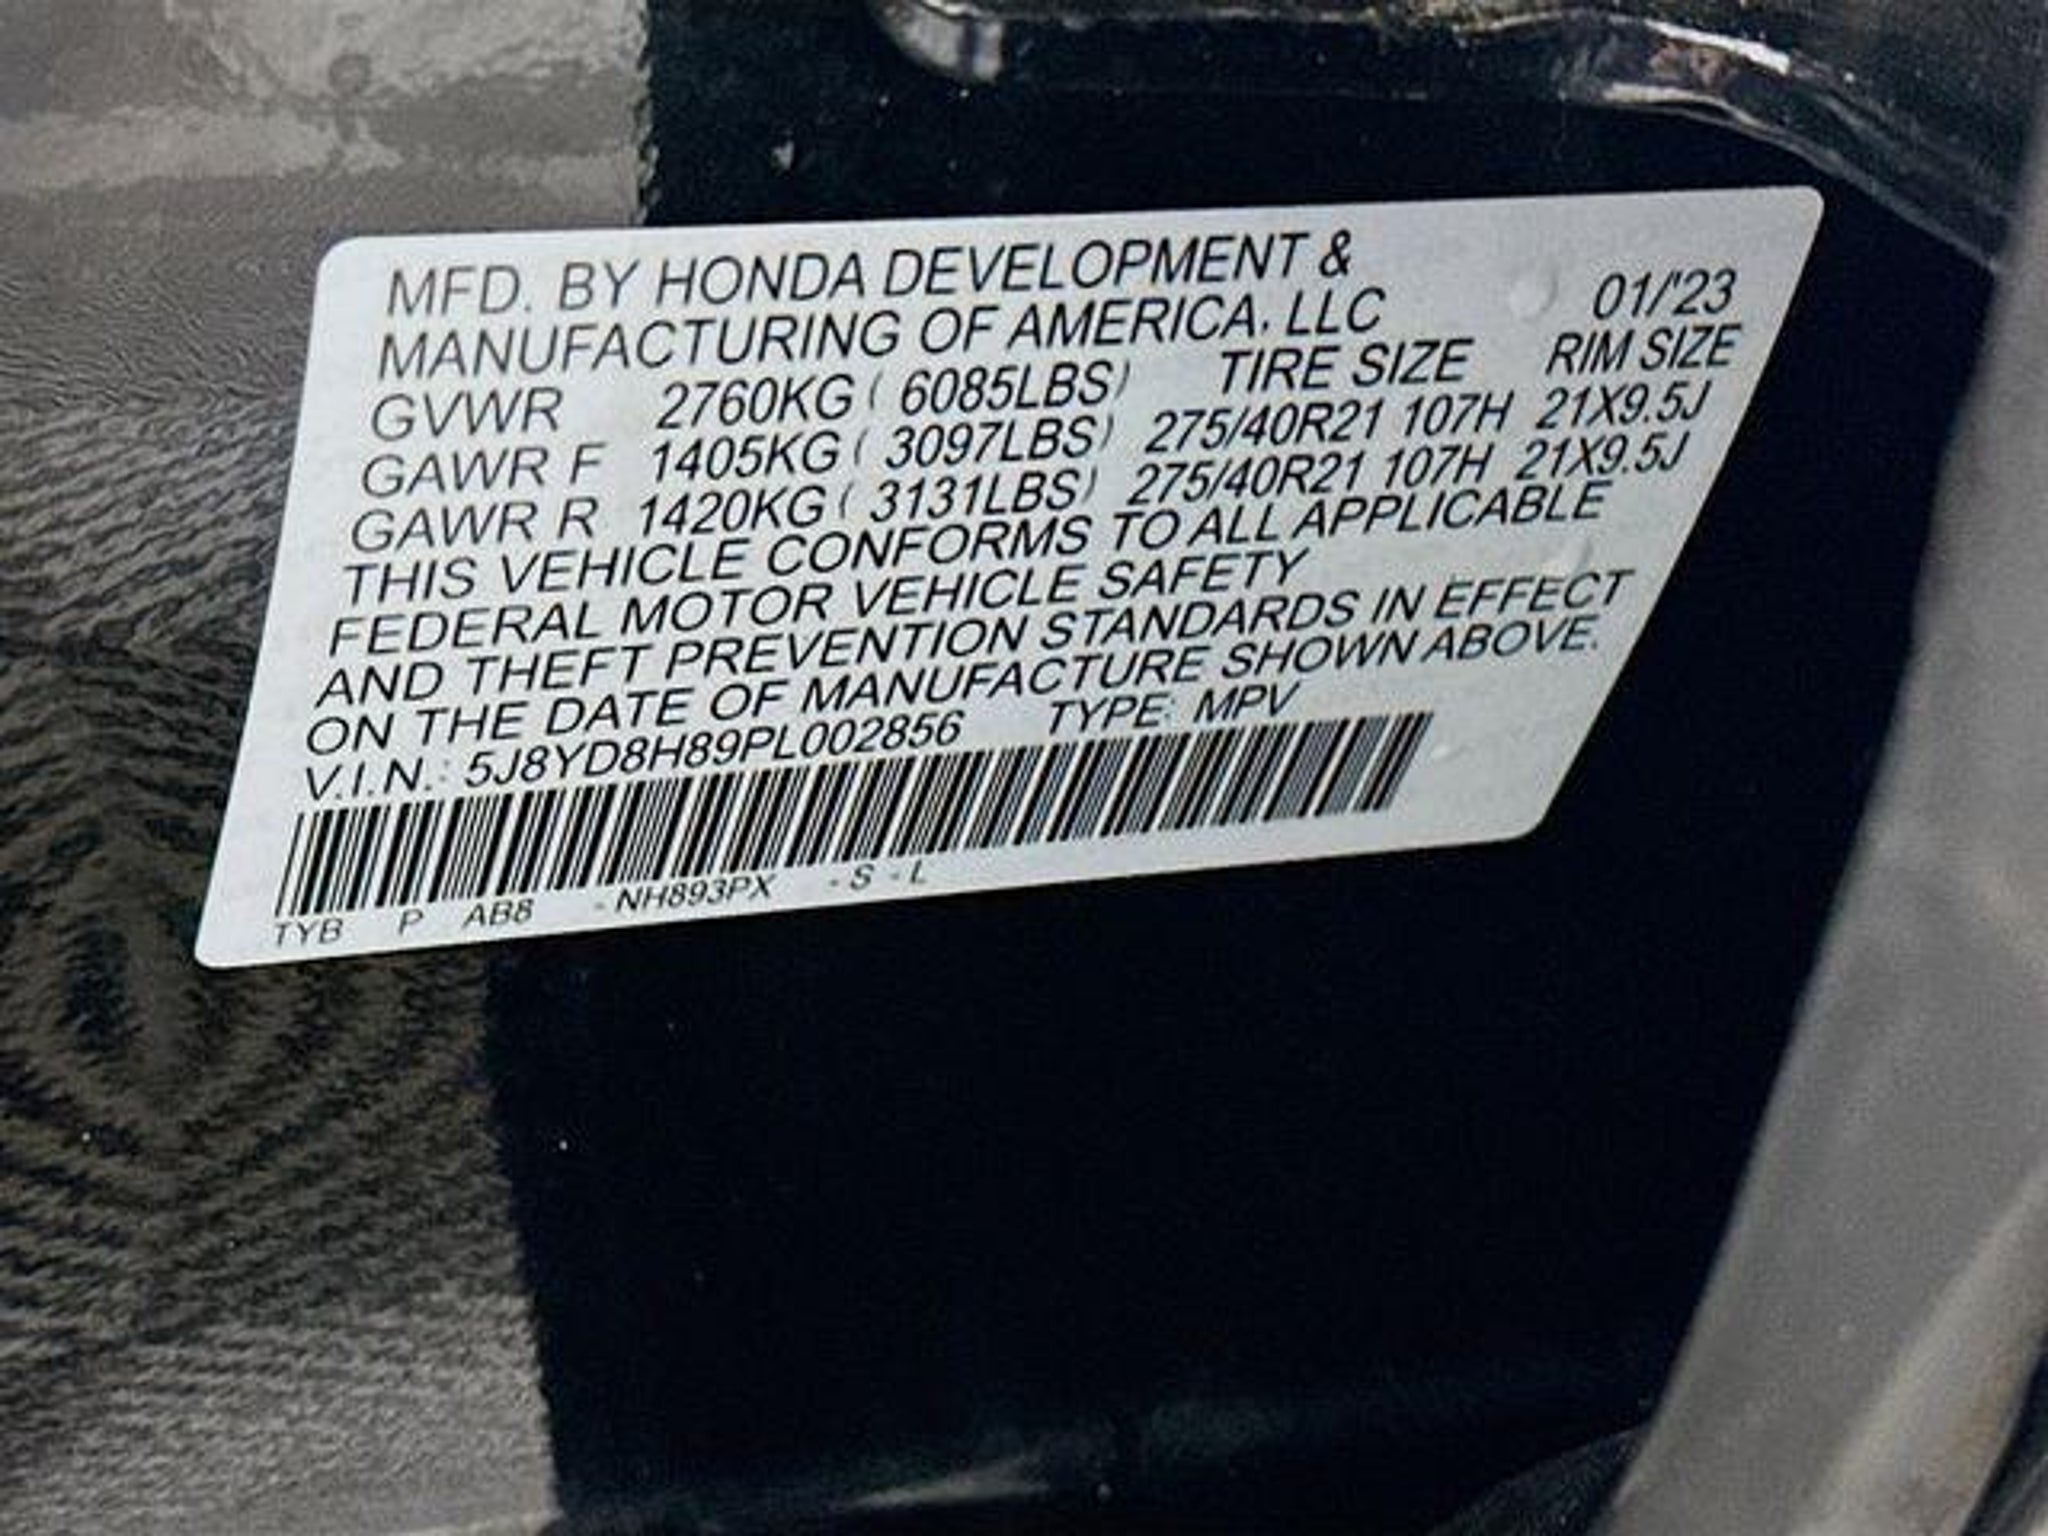 MFD. BY HONDA DEVELOPMENT &
MANUFACTURING OF AMERICA, LLC 01/'23
GVWR 2760KG ( 6085LBS) TIRE SIZE RIM SIZE
GAWR F 1405KG ( 3097LBS) 275/40R21 107H 21X9.5J
GAWR R 1420KG ( 3131LBS) 275/40R21 107H 21X9.5J
THIS VEHICLE CONFORMS TO ALL APPLICABLE
FEDERAL MOTOR VEHICLE SAFETY
AND THEFT PREVENTION STANDARDS IN EFFECT
ON THE DATE OF MANUFACTURE SHOWN ABOVE.
V.I.N.: 5J8YD8H89PL002856 TYPE: MPV
TYB P AB8 - NH893PX - S - L